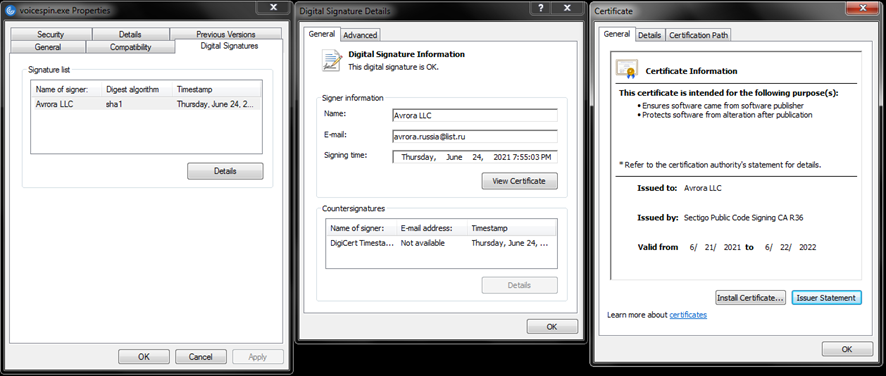 voicespin.exe Properties
Security Details Previous Versions
General Compatibility Digital Signatures
Signature list
Name of signer: Digest algorithm Timestamp
Avrora LLC sha1 Thursday, June 24, 2...
Details
OK Cancel Apply
Digital Signature Details
General Advanced
Digital Signature Information
This digital signature is OK.
Signer information
Name: Avrora LLC
E-mail: avrora.russia@list.ru
Signing time: Thursday, June 24, 2021 7:55:03 PM
View Certificate
Countersignatures
Name of signer: E-mail address: Timestamp
DigiCert Timesta... Not available Thursday, June 24, ...
Details
OK
Certificate
General Details Certification Path
Certificate Information
This certificate is intended for the following purpose(s):
• Ensures software came from software publisher
• Protects software from alteration after publication
* Refer to the certification authority's statement for details.
Issued to: Avrora LLC
Issued by: Sectigo Public Code Signing CA R36
Valid from 6/ 21/ 2021 to 6/ 22/ 2022
Install Certificate... Issuer Statement
Learn more about certificates
OK